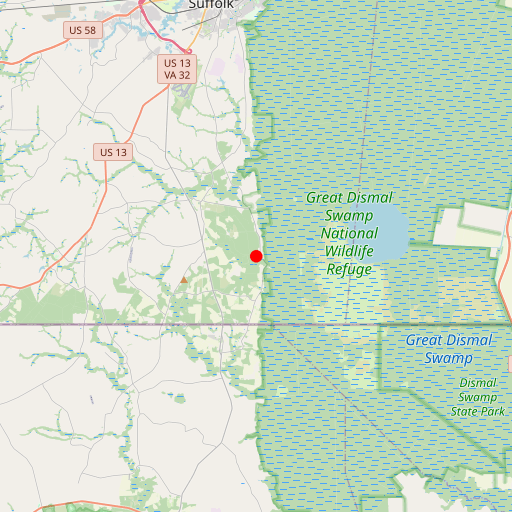 Suffolk
US 58
US 13
VA 32
US 13
Great Dismal
Swamp
National
Wildlife
Refuge
Great Dismal
Swamp
Dismal
Swamp
State Park